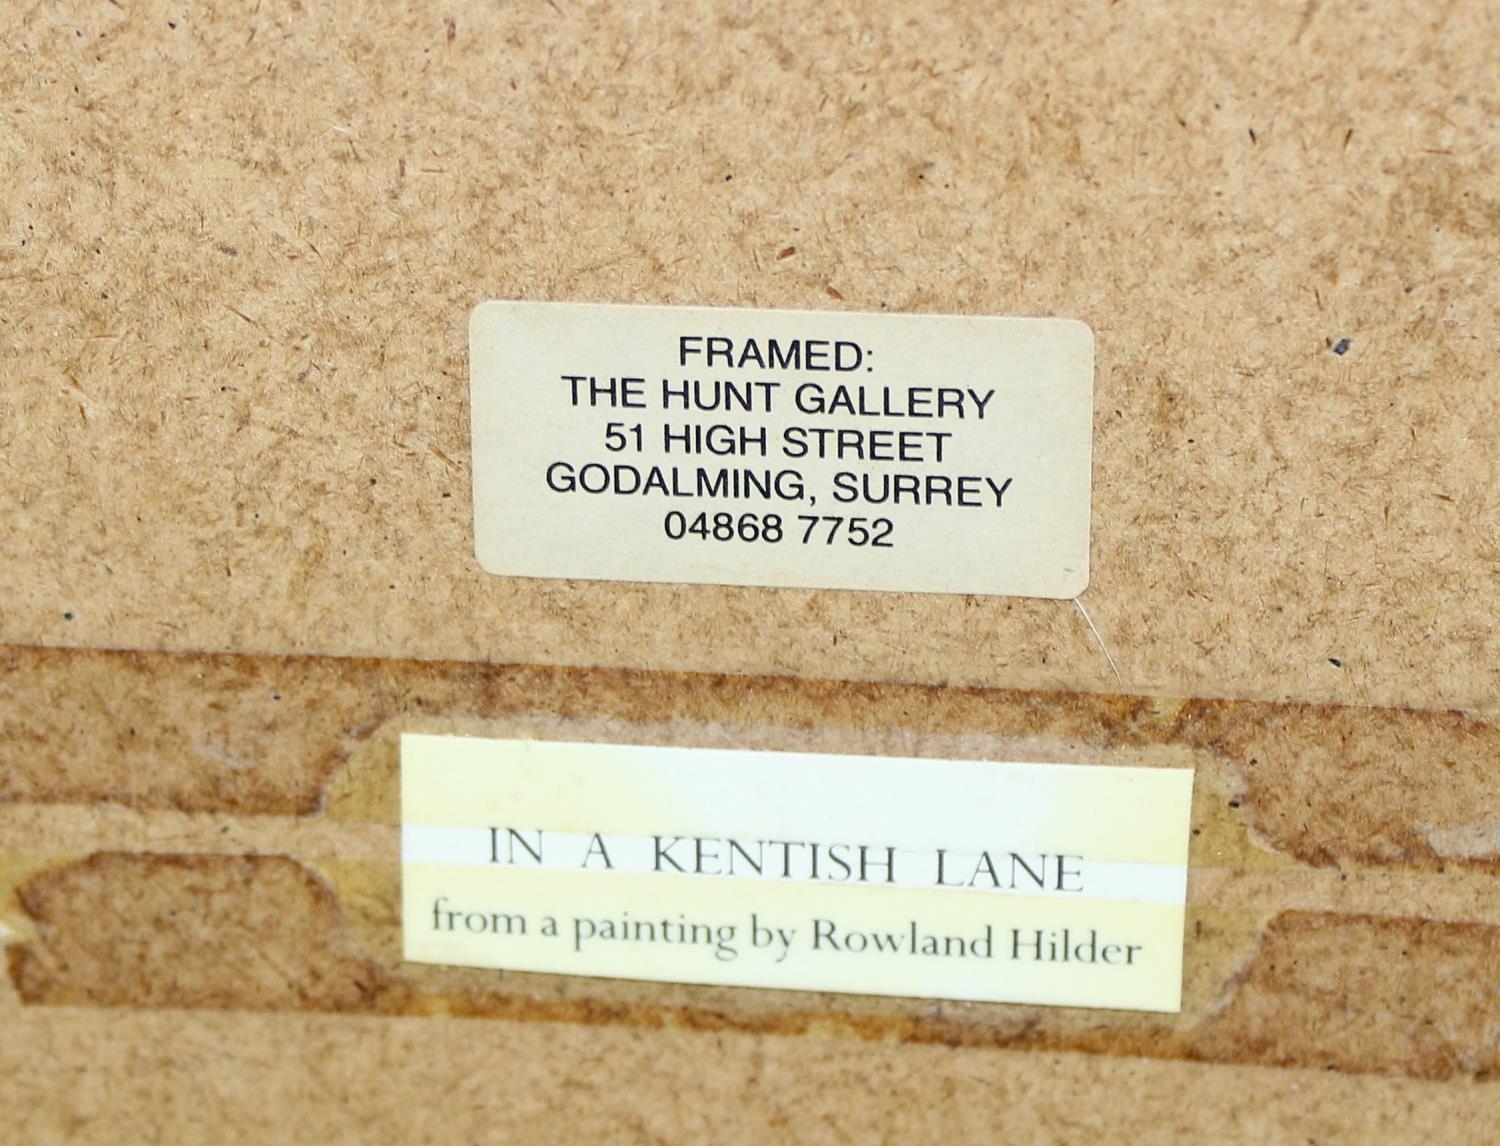 FRAMED:
THE HUNT GALLERY
51 HIGH STREET
GODALMING, SURREY
04868 7752
IN A KENTISH LANE
from a painting by Rowland Hilder